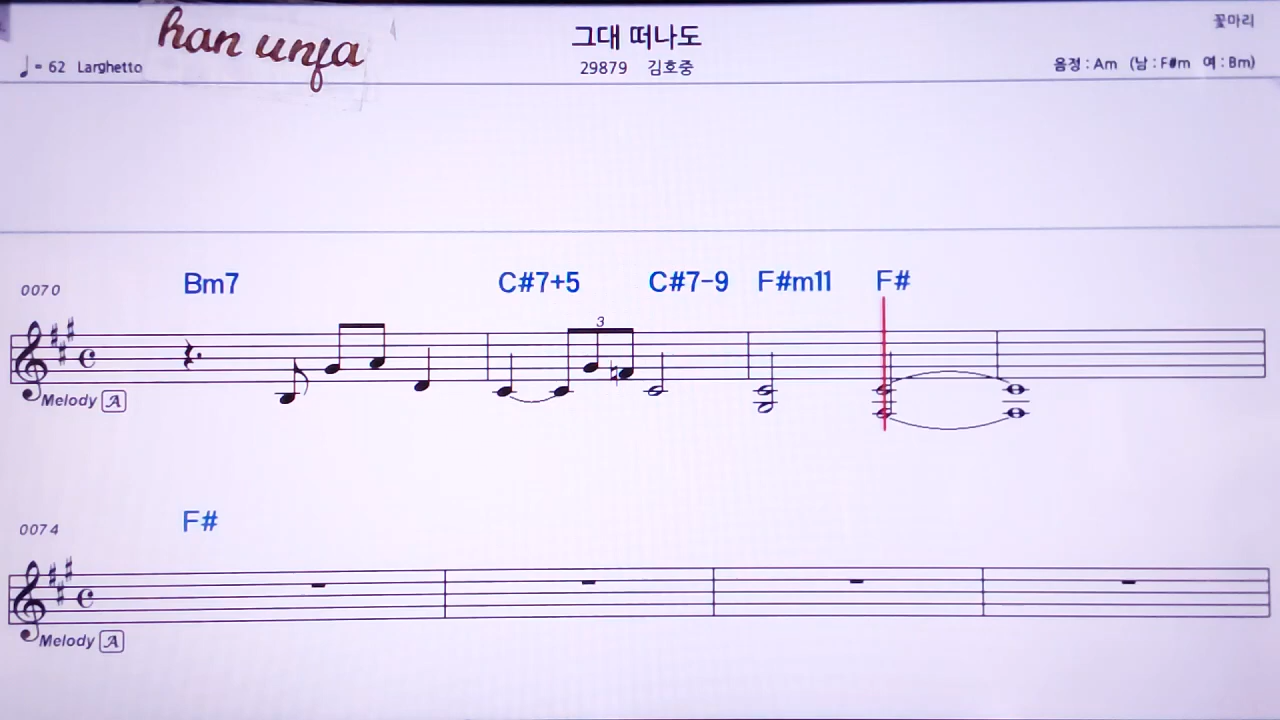 han unja
그대 떠나도
꽃마리
♩= 62 Larghetto
29879 김호중
음정 : Am (남 : F#m 여 : Bm)
0070
Bm7 C#7+5 C#7-9 F#m11 F#
3
Melody A
0074
F#
Melody A